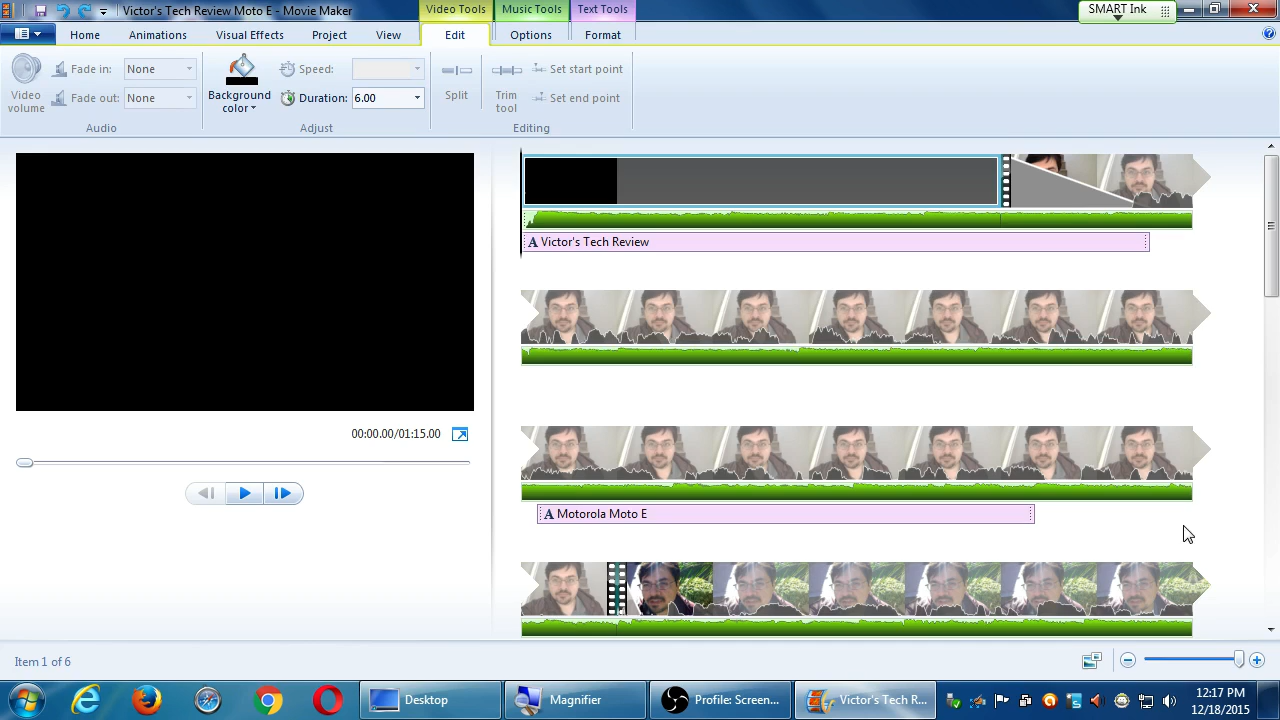 Victor's Tech Review Moto E - Movie Maker
Video Tools
Music Tools
Text Tools
SMART Ink
Home
Animations
Visual Effects
Project
View
Edit
Options
Format
Video volume
Fade in:
None
Fade out:
None
Audio
Background color
Speed:
Duration:
6.00
Adjust
Split
Trim tool
Set start point
Set end point
Editing
A Victor's Tech Review
00:00.00/01:15.00
A Motorola Moto E
Item 1 of 6
Desktop
Magnifier
Profile: Screen...
Victor's Tech R...
12:17 PM
12/18/2015